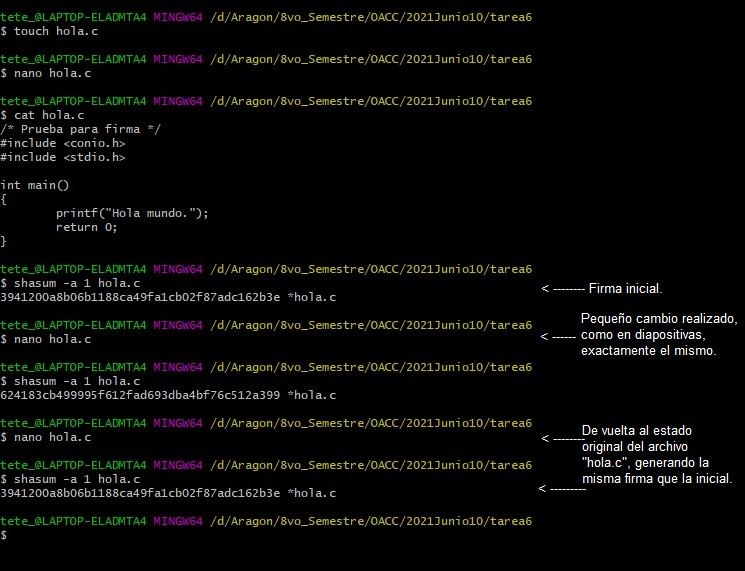 tete_@LAPTOP-ELADMTA4 MINGW64 /d/Aragon/8vo_Semestre/OACC/2021Junio10/tarea6
$ touch hola.c
tete_@LAPTOP-ELADMTA4 MINGW64 /d/Aragon/8vo_Semestre/OACC/2021Junio10/tarea6
$ nano hola.c
tete_@LAPTOP-ELADMTA4 MINGW64 /d/Aragon/8vo_Semestre/OACC/2021Junio10/tarea6
$ cat hola.c
/* Prueba para firma */
#include <conio.h>
#include <stdio.h>
int main()
{
printf("Hola mundo.");
return 0;
}
tete_@LAPTOP-ELADMTA4 MINGW64 /d/Aragon/8vo_Semestre/OACC/2021Junio10/tarea6
$ shasum -a 1 hola.c
< -------- Firma inicial.
3941200a8b06b1188ca49fa1cb02f87adc162b3e *hola.c
tete_@LAPTOP-ELADMTA4 MINGW64 /d/Aragon/8vo_Semestre/OACC/2021Junio10/tarea6
$ nano hola.c
Pequeño cambio realizado,
< ------ como en diapositivas,
exactamente el mismo.
tete_@LAPTOP-ELADMTA4 MINGW64 /d/Aragon/8vo_Semestre/OACC/2021Junio10/tarea6
$ shasum -a 1 hola.c
624183cb499995f612fad693dba4bf76c512a399 *hola.c
tete_@LAPTOP-ELADMTA4 MINGW64 /d/Aragon/8vo_Semestre/OACC/2021Junio10/tarea6
$ nano hola.c
De vuelta al estado
< -------- original del archivo
"hola.c", generando la
misma firma que la inicial.
< ---------
tete_@LAPTOP-ELADMTA4 MINGW64 /d/Aragon/8vo_Semestre/OACC/2021Junio10/tarea6
$ shasum -a 1 hola.c
3941200a8b06b1188ca49fa1cb02f87adc162b3e *hola.c
tete_@LAPTOP-ELADMTA4 MINGW64 /d/Aragon/8vo_Semestre/OACC/2021Junio10/tarea6
$